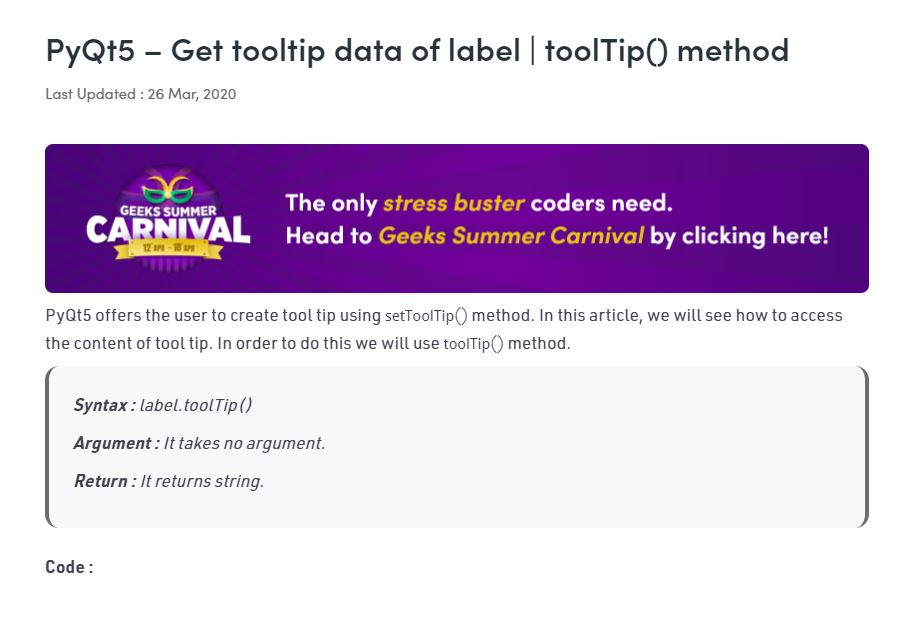 PyQt5 – Get tooltip data of label | toolTip() method
Last Updated : 26 Mar, 2020
GEEKS SUMMER
CARNIVAL
12 APR - 18 APR
The only stress buster coders need.
Head to Geeks Summer Carnival by clicking here!
PyQt5 offers the user to create tool tip using setToolTip() method. In this article, we will see how to access
the content of tool tip. In order to do this we will use toolTip() method.
Syntax : label.toolTip()
Argument : It takes no argument.
Return : It returns string.
Code :